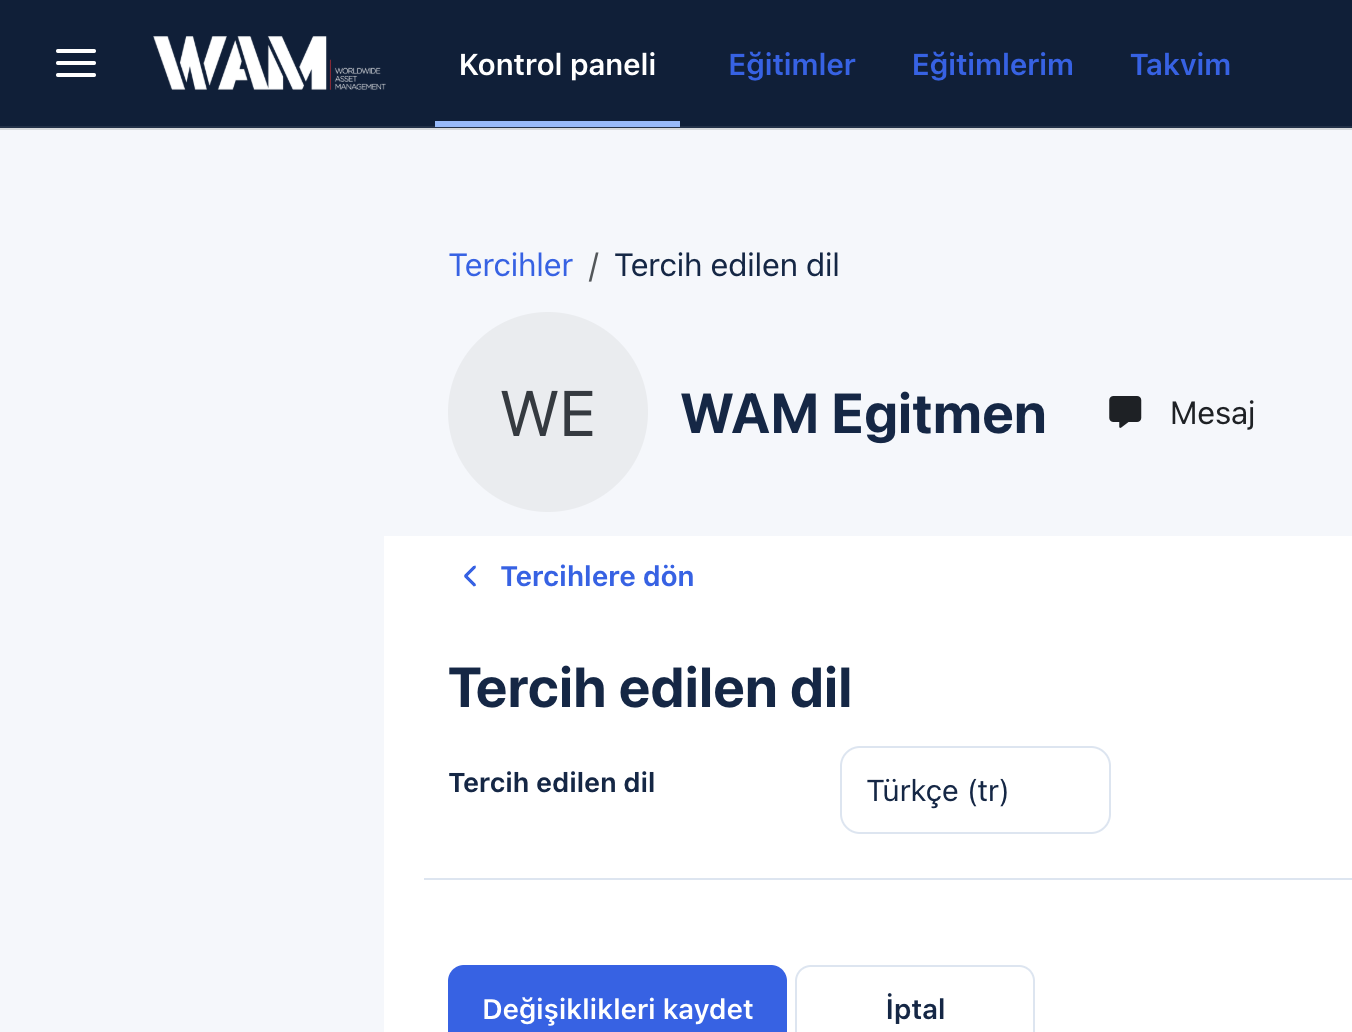 WAM WORLDWIDE
ASSET
MANAGEMENT
Kontrol paneli Eğitimler Eğitimlerim Takvim
Tercihler / Tercih edilen dil
WE
WAM Egitmen Mesaj
Tercihlere dön
Tercih edilen dil
Tercih edilen dil Türkçe (tr)
Değişiklikleri kaydet İptal